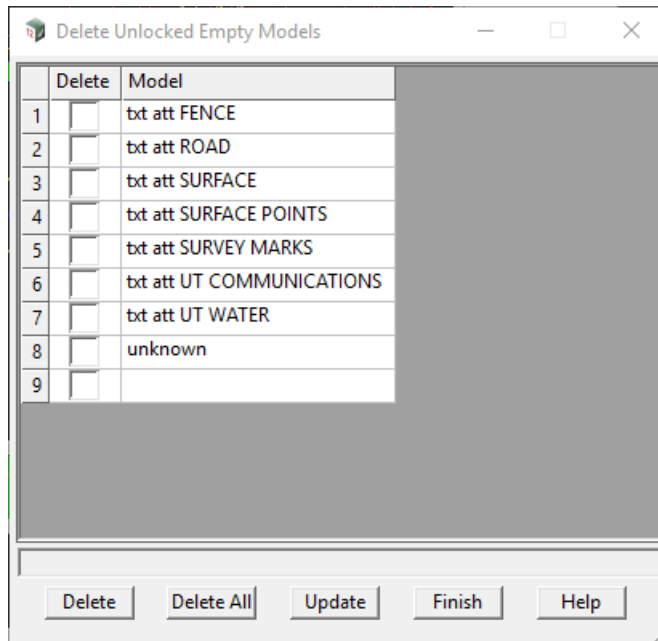 Delete Unlocked Empty Models
Delete Model
1 txt att FENCE
2 txt att ROAD
3 txt att SURFACE
4 txt att SURFACE POINTS
5 txt att SURVEY MARKS
6 txt att UT COMMUNICATIONS
7 txt att UT WATER
8 unknown
9
Delete Delete All Update Finish Help